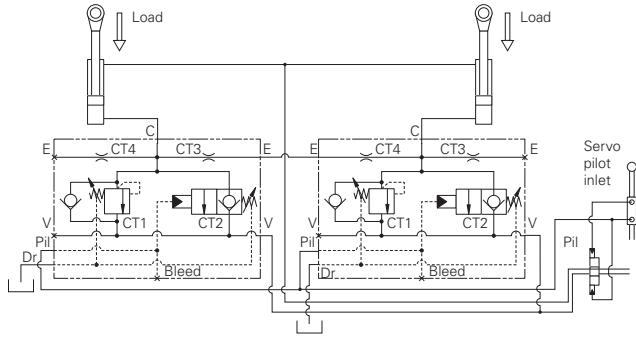 Load
Load
C
C
E
CT4
CT3
E
CT4
CT3
E
Servo
pilot
inlet
V
CT1
CT2
V
V
CT1
CT2
V
Pil
Pil
Pil
Dr
Bleed
Dr
Bleed